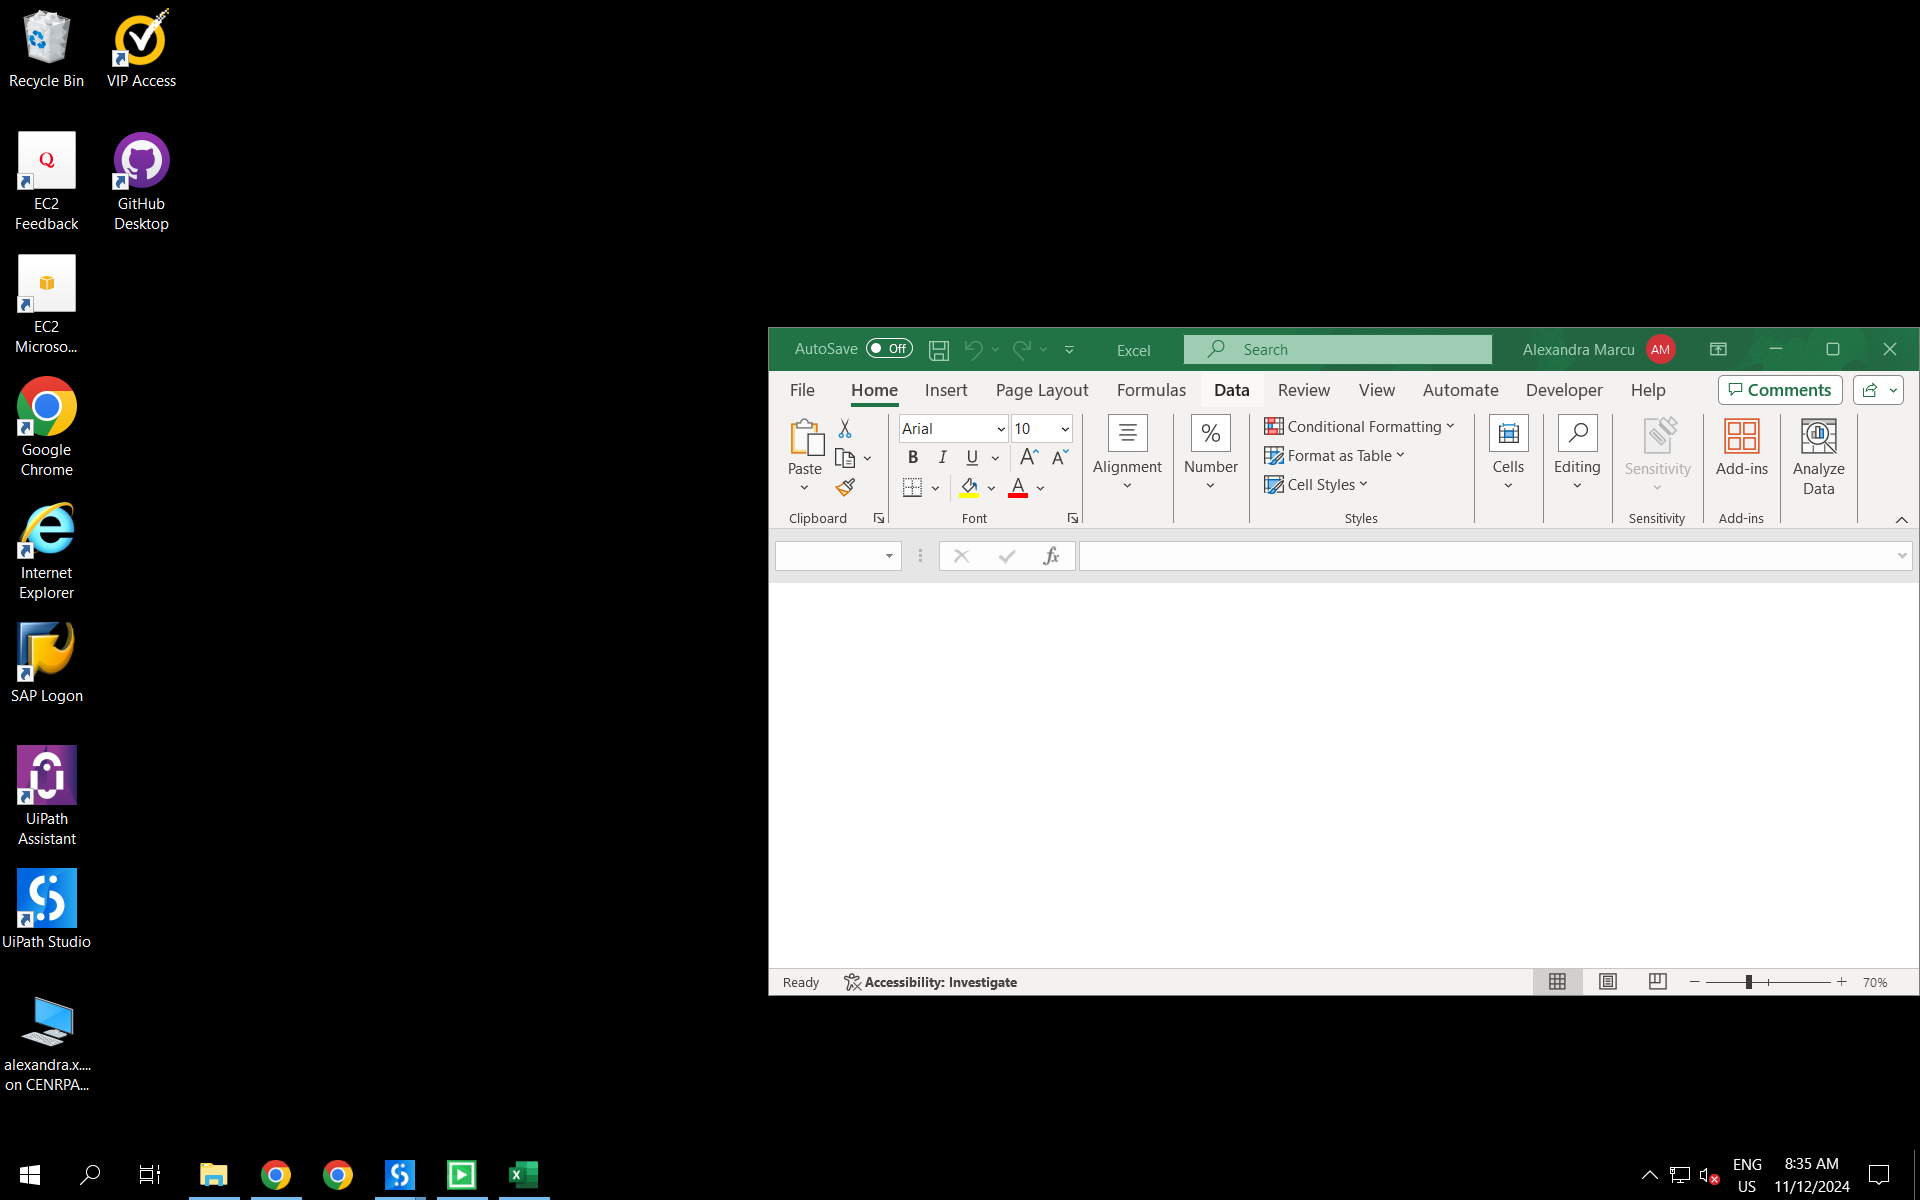 Recycle Bin
VIP Access
Q
EC2
Feedback
GitHub
Desktop
EC2
Microso...
Google
Chrome
Internet
Explorer
SAP Logon
UiPath
Assistant
UiPath Studio
alexandra.x....
on CENRPA...
AutoSave Off
Excel
Search
Alexandra Marcu AM
File Home Insert Page Layout Formulas Data Review View Automate Developer Help
Comments
Arial 10
Conditional Formatting
Format as Table
Cell Styles
B I U A A
A
Paste
Alignment
%
Number
Cells
Editing
Sensitivity
Add-ins
Analyze
Data
Clipboard
Font
Styles
Sensitivity
Add-ins
fx
Ready
Accessibility: Investigate
70%
ENG
US
8:35 AM
11/12/2024